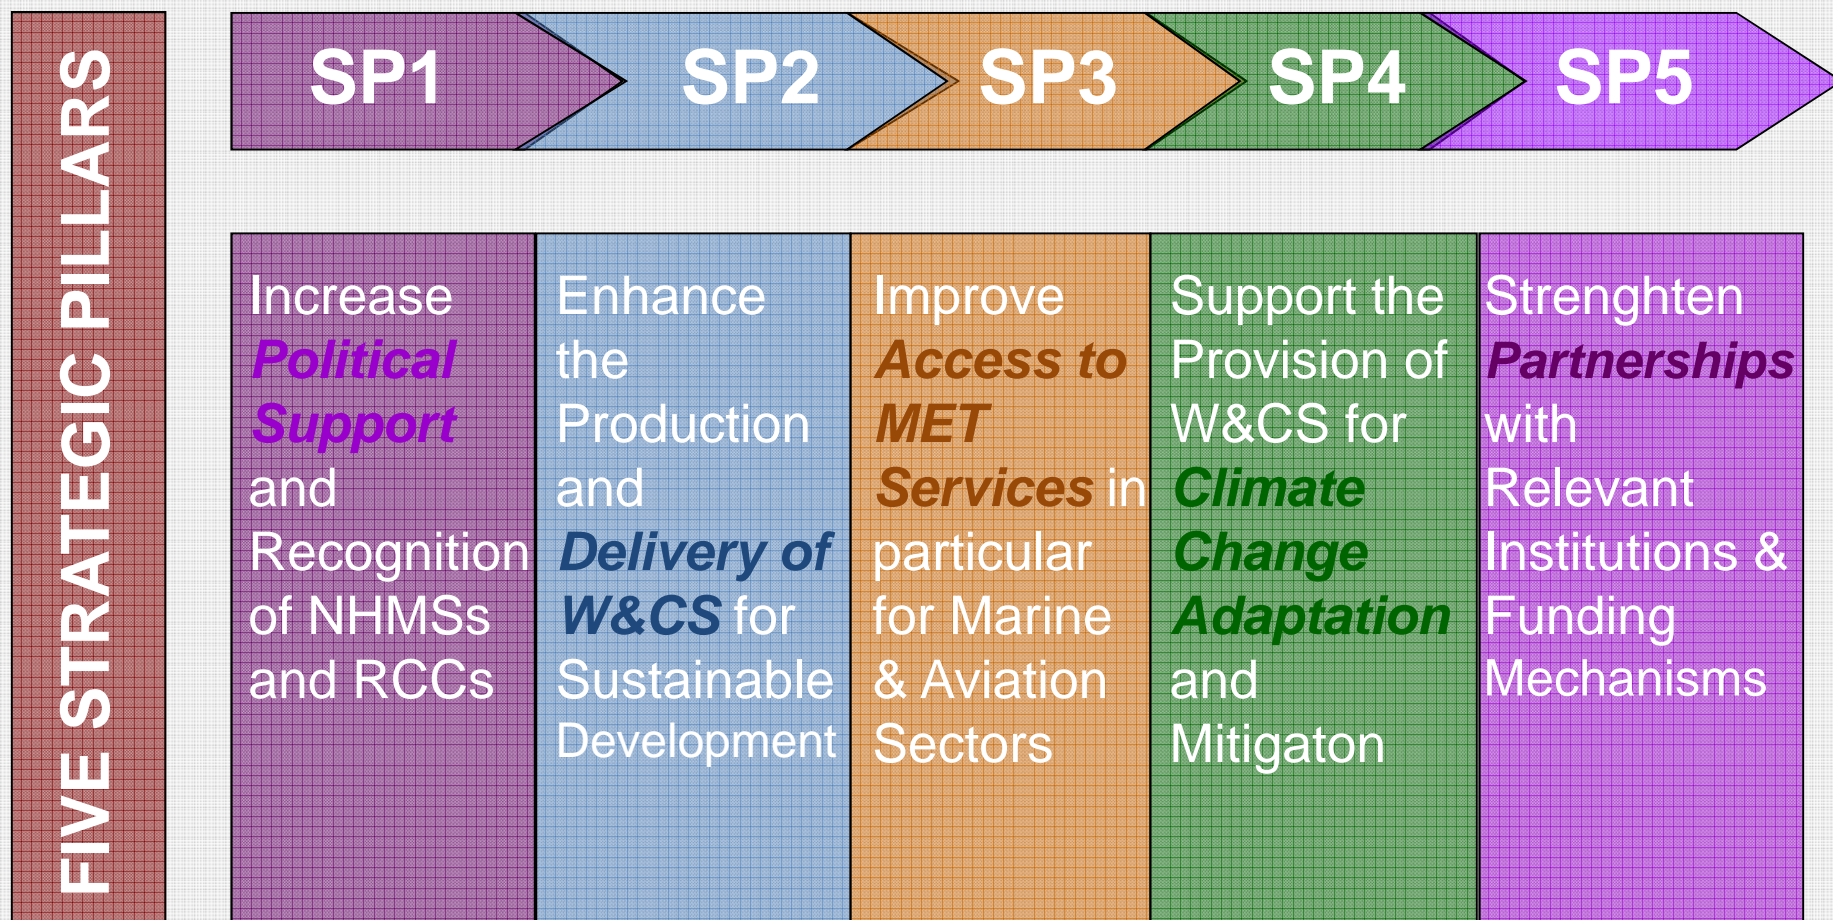 FIVE STRATEGIC PILLARS
SP1
SP2
SP3
SP4
SP5
Increase
Political
Support
and
Recognition
of NHMSs
and RCCs
Enhance
the
Production
and
Delivery of
W&CS for
Sustainable
Development
Improve
Access to
MET
Services in
particular
for Marine
& Aviation
Sectors
Support the
Provision of
W&CS for
Climate
Change
Adaptation
and
Mitigaton
Strenghten
Partnerships
with
Relevant
Institutions &
Funding
Mechanisms